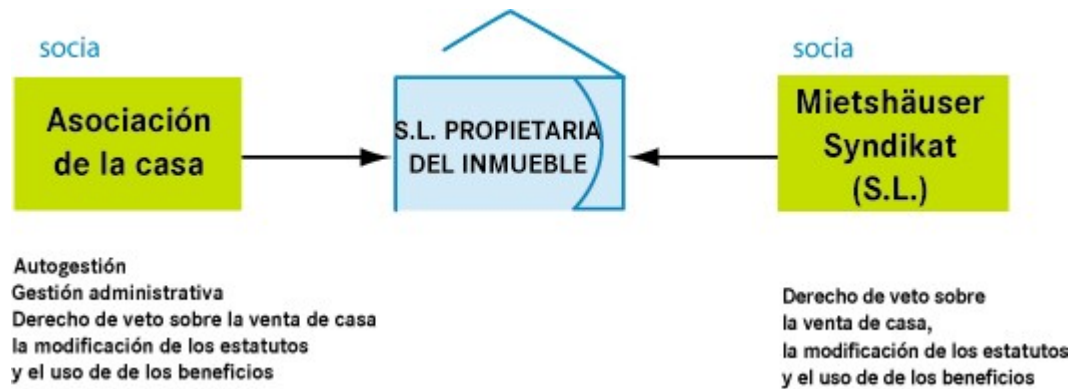 socia
Asociación
de la casa
S.L. PROPIETARIA
DEL INMUEBLE
socia
Mietshäuser
Syndikat
(S.L.)
Autogestión
Gestión administrativa
Derecho de veto sobre la venta de casa
la modificación de los estatutos
y el uso de de los beneficios
Derecho de veto sobre
la venta de casa,
la modificación de los estatutos
y el uso de de los beneficios